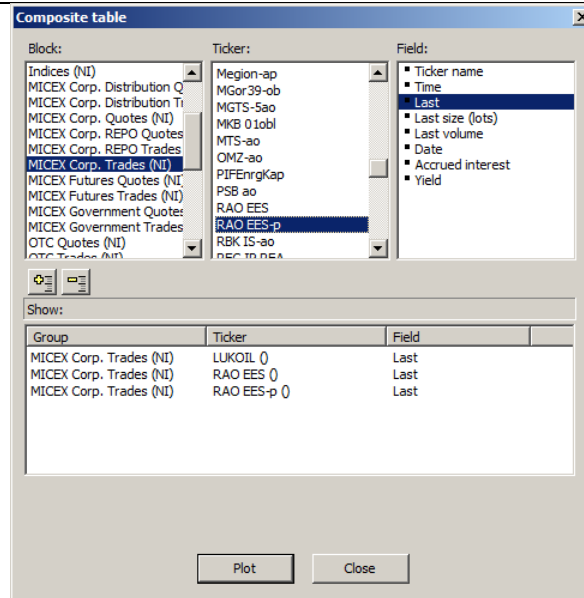 Composite table
Block:
Ticker:
Field:
Indices (NI)
MICEX Corp. Distribution Q
MICEX Corp. Distribution Tr
MICEX Corp. Quotes (NI)
MICEX Corp. REPO Quotes
MICEX Corp. REPO Trades
MICEX Corp. Trades (NI)
MICEX Futures Quotes (NI)
MICEX Futures Trades (NI)
MICEX Government Quotes
MICEX Government Trades
OTC Quotes (NI)
OTC Trades (NI)
Megion-ap
MGor39-ob
MGTS-5ao
MKB 01obl
MTS-ao
OMZ-ao
PIFEnrgKap
PSB ao
RAO EES
RAO EES-p
RBK IS-ao
Ticker name
Time
Last
Last size (lots)
Last volume
Date
Accrued interest
Yield
Show:
Group Ticker Field
MICEX Corp. Trades (NI) LUKOIL () Last
MICEX Corp. Trades (NI) RAO EES () Last
MICEX Corp. Trades (NI) RAO EES-p () Last
Plot Close